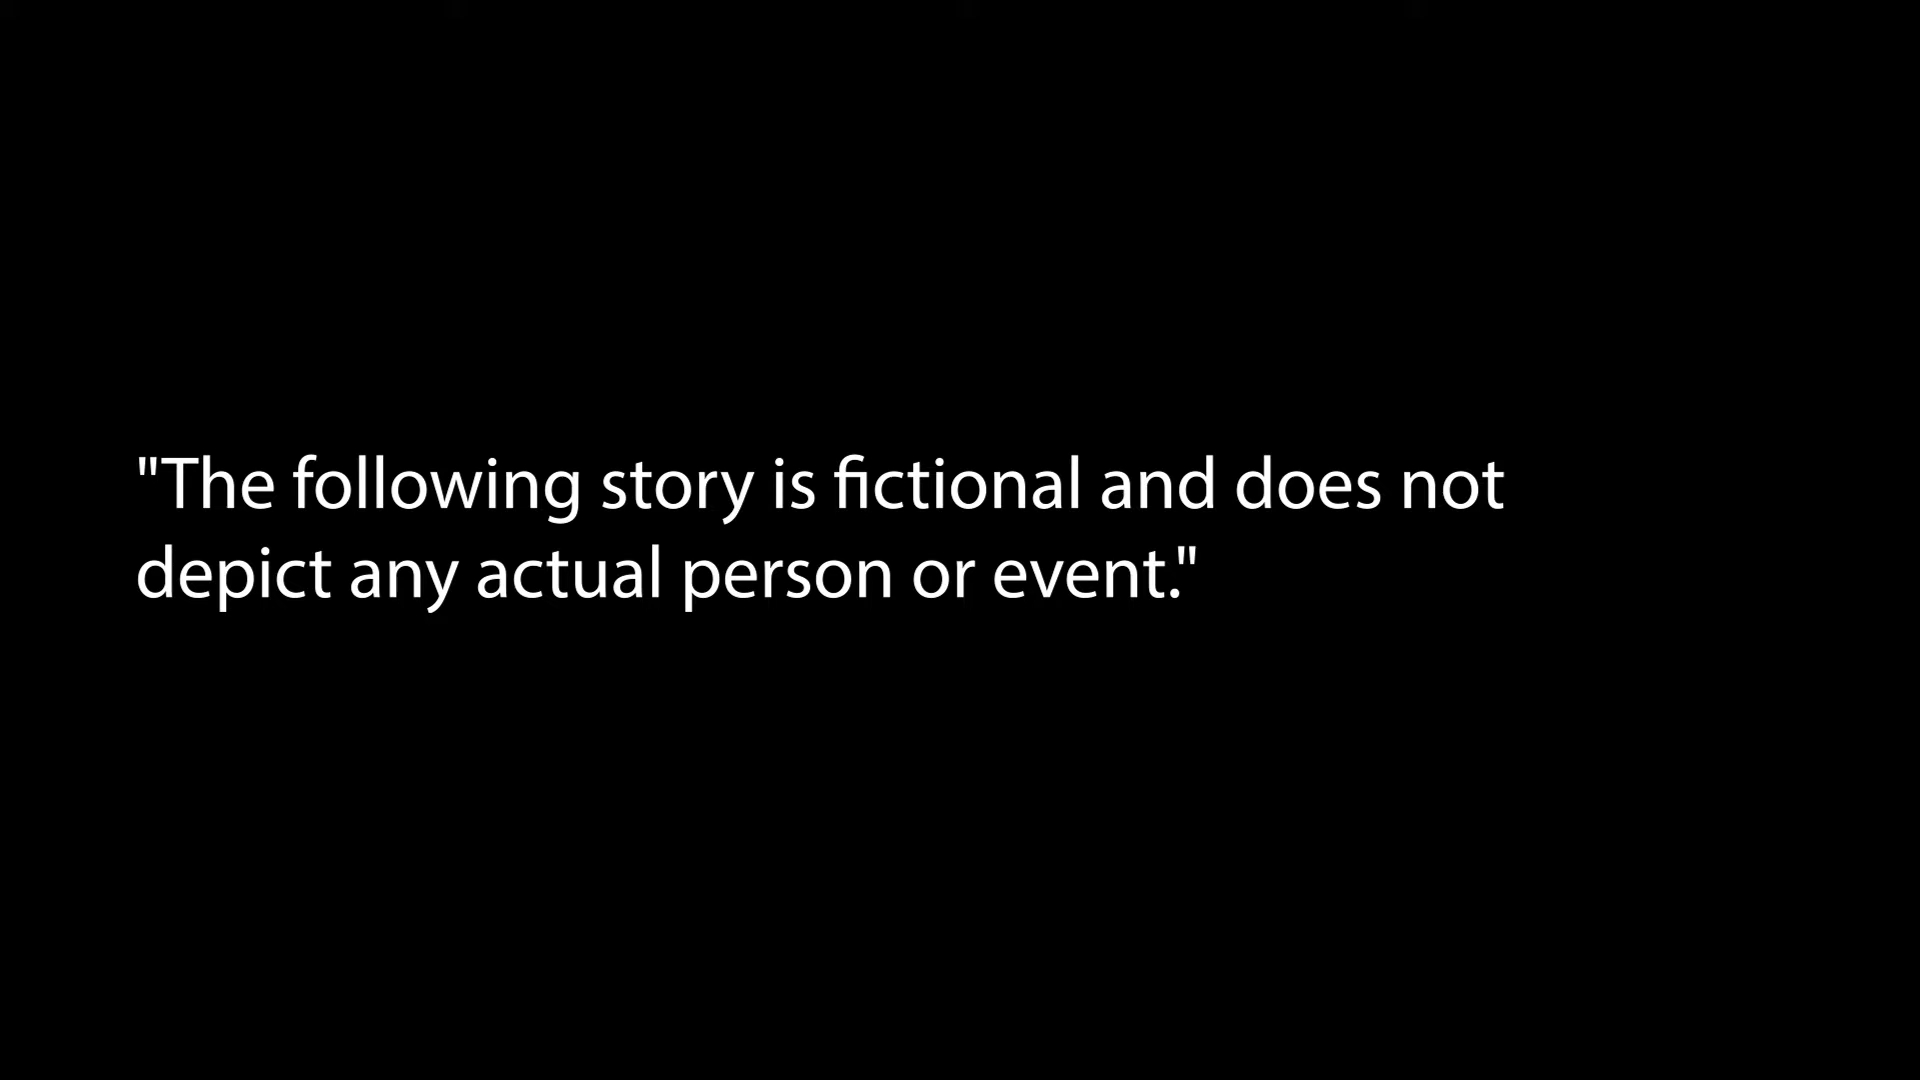 "The following story is fictional and does not
depict any actual person or event."